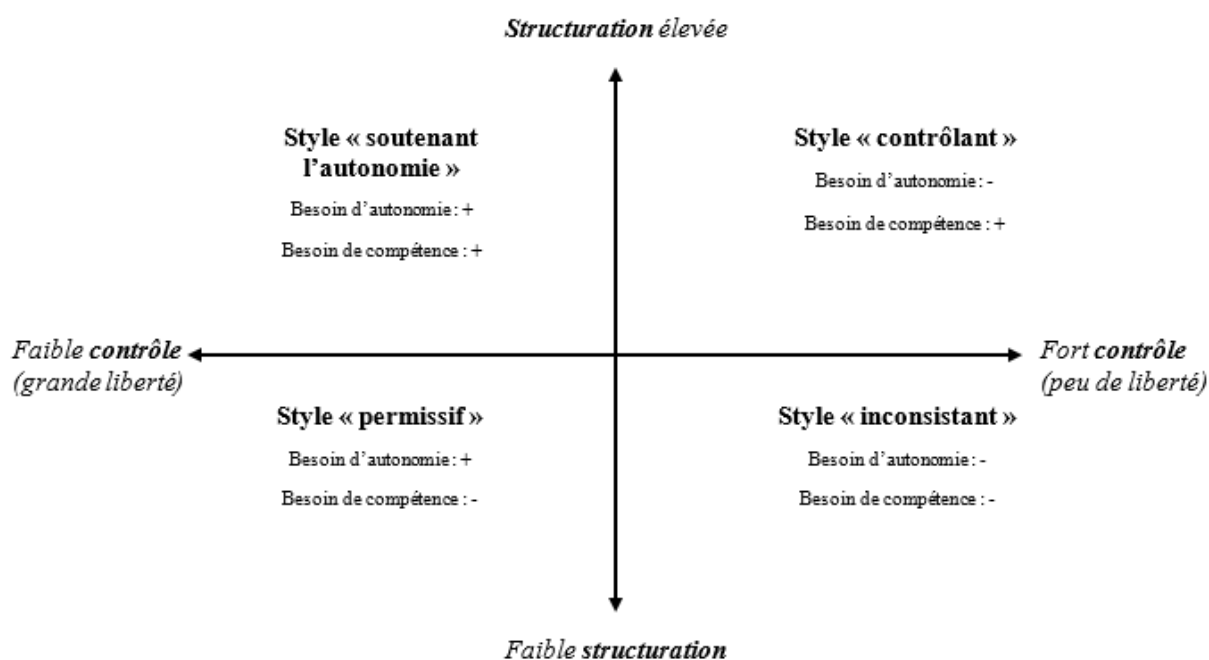 Structuration élevée
Style « soutenant
l’autonomie »
Besoin d’autonomie : +
Besoin de compétence : +
Style « contrôlant »
Besoin d’autonomie : -
Besoin de compétence : +
Faible contrôle
(grande liberté)
Fort contrôle
(peu de liberté)
Style « permissif »
Besoin d’autonomie : +
Besoin de compétence : -
Style « inconsistant »
Besoin d’autonomie : -
Besoin de compétence : -
Faible structuration